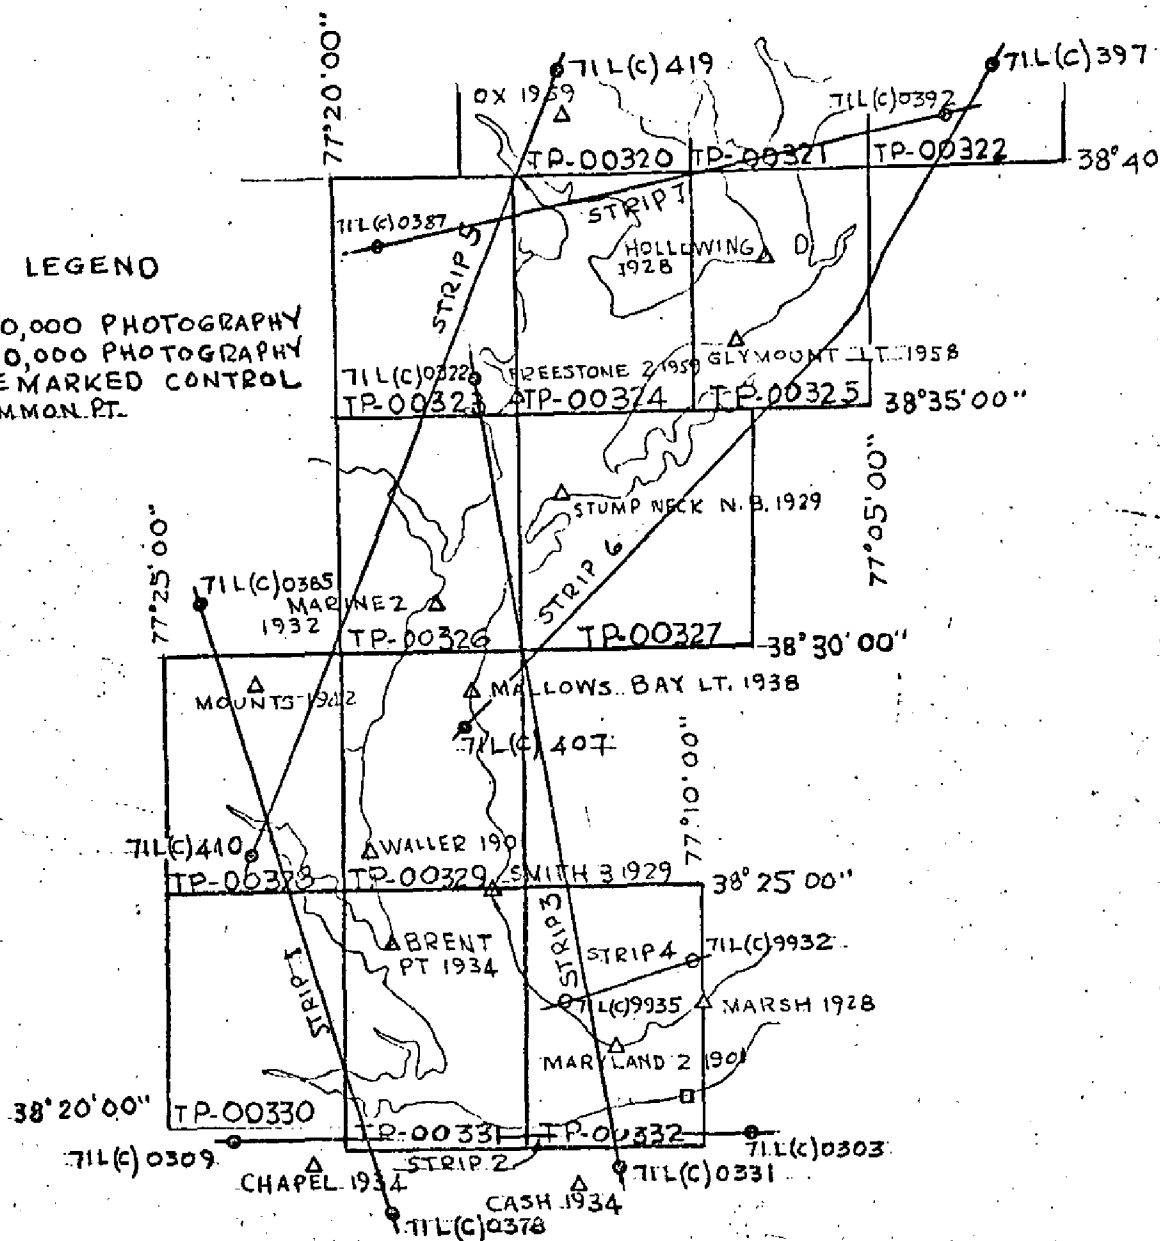 77°20'00"
71L(C)419
71L(C)397
OX 1959
71L(C)0392
TP-00320
TP-00321
TP-00322
38°40
71L(C)0387
STRIP 5
STRIP 7
HOLLOWING
1928
D
LEGEND
0,000 PHOTOGRAPHY
0,000 PHOTOGRAPHY
EMARKED CONTROL
MMON. PT.
71L(C)0322
FREESTONE 2 1959
GLYMOUNT LT. 1958
TP-00323
TP-00324
TP-00325
38°35'00"
77°05'00"
STUMP NECK N.B. 1929
77°25'00"
STRIP 6
71L(C)0385
MARINE 2
1932
TP-00326
TP-00327
38°30'00"
MOUNTS 1942
MALLOWS BAY LT. 1938
71L(C)407
77°10'00"
71L(C)410
WALLER 190
TP-00328
TP-00329
SMITH 3 1929
38°25'00"
STRIP 3
BRENT
PT 1934
STRIP 4
71L(C)9932
STRIP 1
71L(C)9935
MARSH 1928
MARYLAND 2 1901
38°20'00"
TP-00330
TP-00331
TP-00332
71L(C)0309
STRIP 2
71L(C)0303
CHAPEL 1934
71L(C)0331
CASH 1934
71L(C)0378